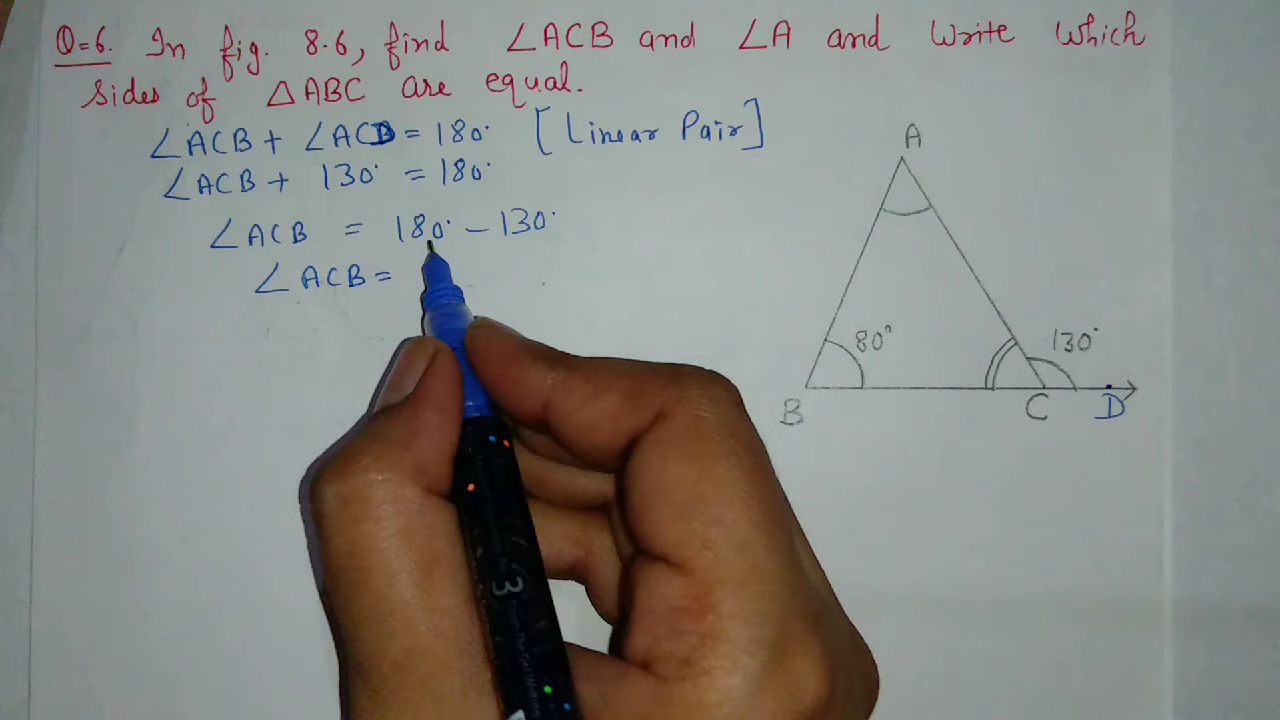 Q=6. In fig. 8.6, find ∠ACB and ∠A and Write Which
Sides of △ABC are equal.
∠ACB + ∠ACD = 180° [Linear Pair]
∠ACB + 130° = 180°
∠ACB = 180° - 130°
∠ACB =
A
80°
130°
B
C
D
3